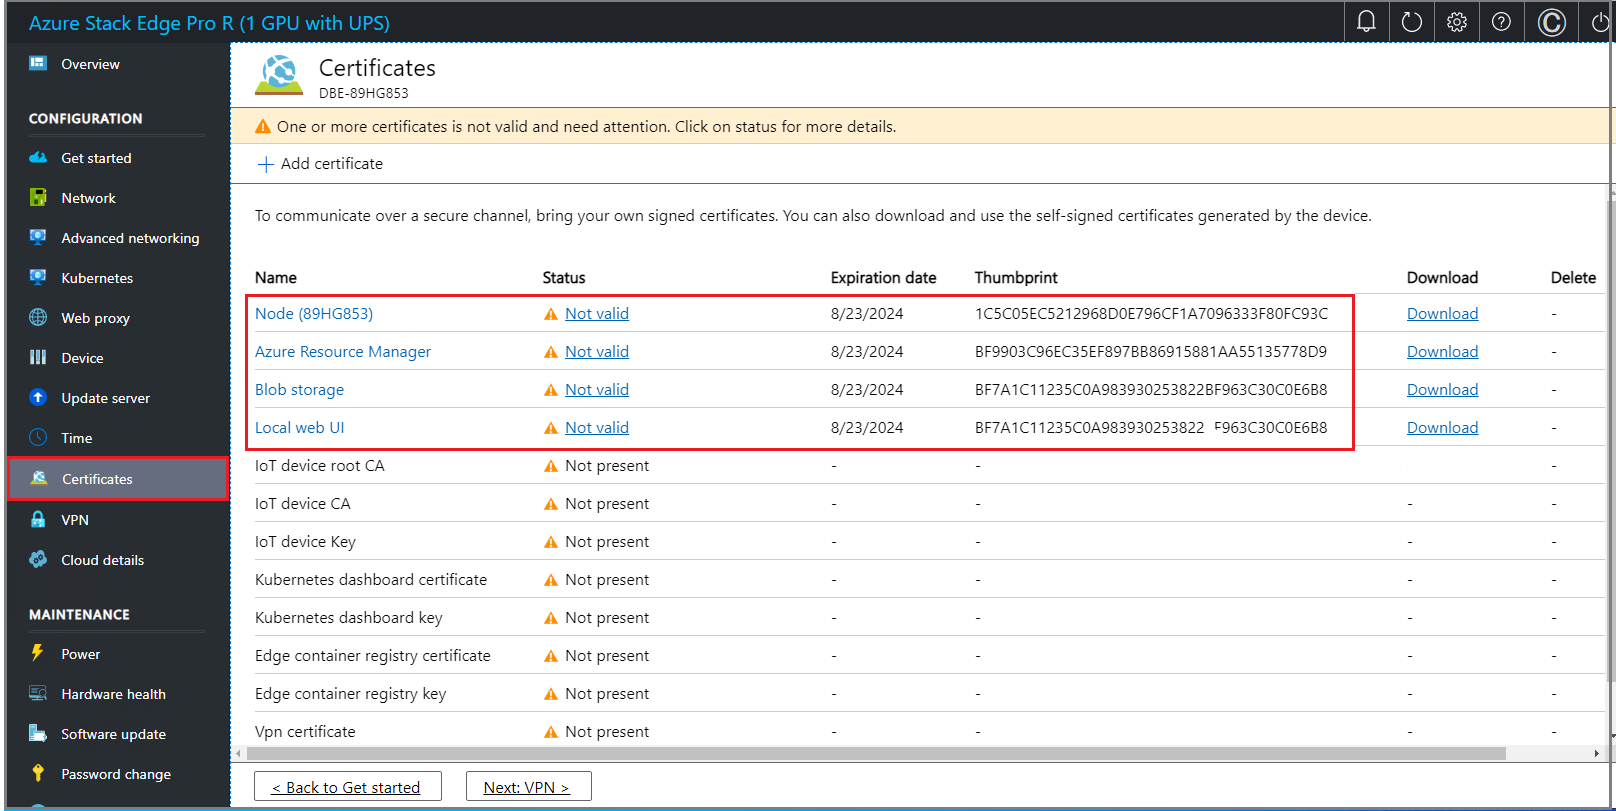 Azure Stack Edge Pro R (1 GPU with UPS)
Overview
CONFIGURATION
Get started
Network
Advanced networking
Kubernetes
Web proxy
Device
Update server
Time
Certificates
VPN
Cloud details
MAINTENANCE
Power
Hardware health
Software update
Password change
Certificates
DBE-89HG853
One or more certificates is not valid and need attention. Click on status for more details.
+ Add certificate
To communicate over a secure channel, bring your own signed certificates. You can also download and use the self-signed certificates generated by the device.
Name Status Expiration date Thumbprint Download Delete
Node (89HG853) Not valid 8/23/2024 1C5C05EC5212968D0E796CF1A7096333F80FC93C Download -
Azure Resource Manager Not valid 8/23/2024 BF9903C96EC35EF897BB86915881AA55135778D9 Download -
Blob storage Not valid 8/23/2024 BF7A1C11235C0A983930253822BF963C30C0E6B8 Download -
Local web UI Not valid 8/23/2024 BF7A1C11235C0A983930253822 F963C30C0E6B8 Download -
IoT device root CA Not present - - -
IoT device CA Not present - - - -
IoT device Key Not present - - - -
Kubernetes dashboard certificate Not present - - - -
Kubernetes dashboard key Not present - - - -
Edge container registry certificate Not present - - - -
Edge container registry key Not present - - - -
Vpn certificate Not present - - - -
< Back to Get started
Next: VPN >